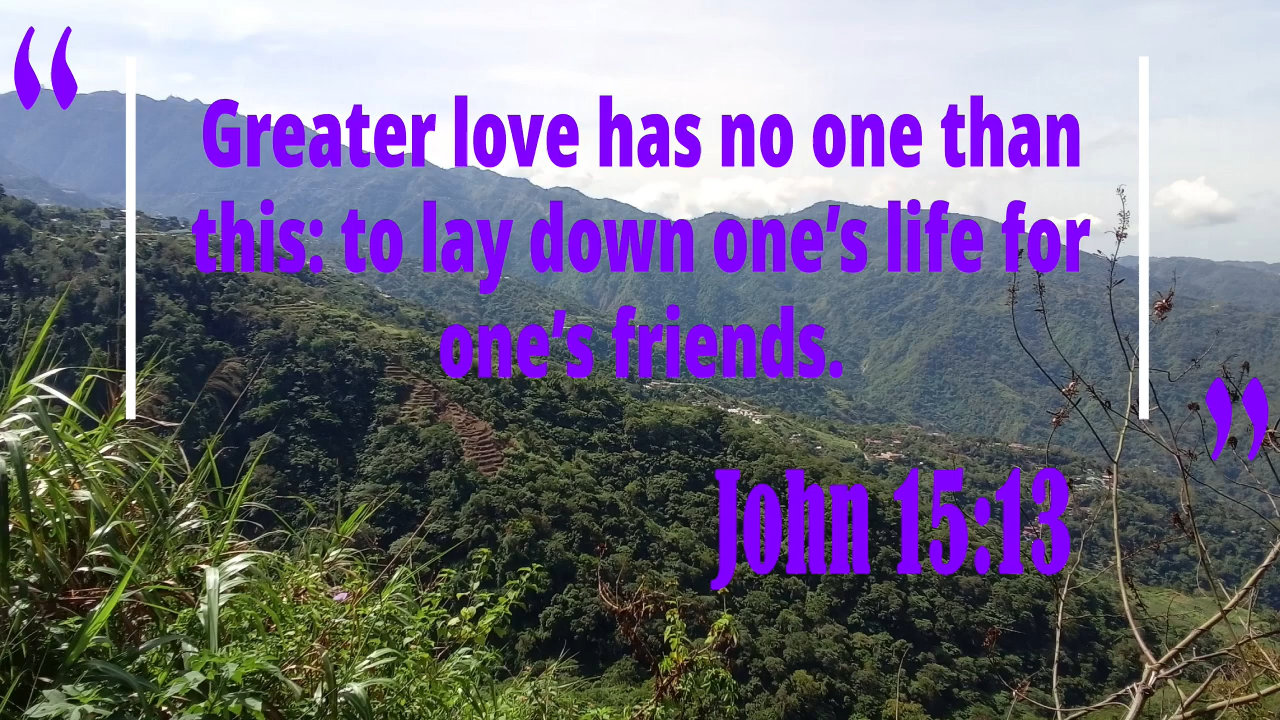 “
Greater love has no one than
this: to lay down one’s life for
one’s friends.
”
John 15:13